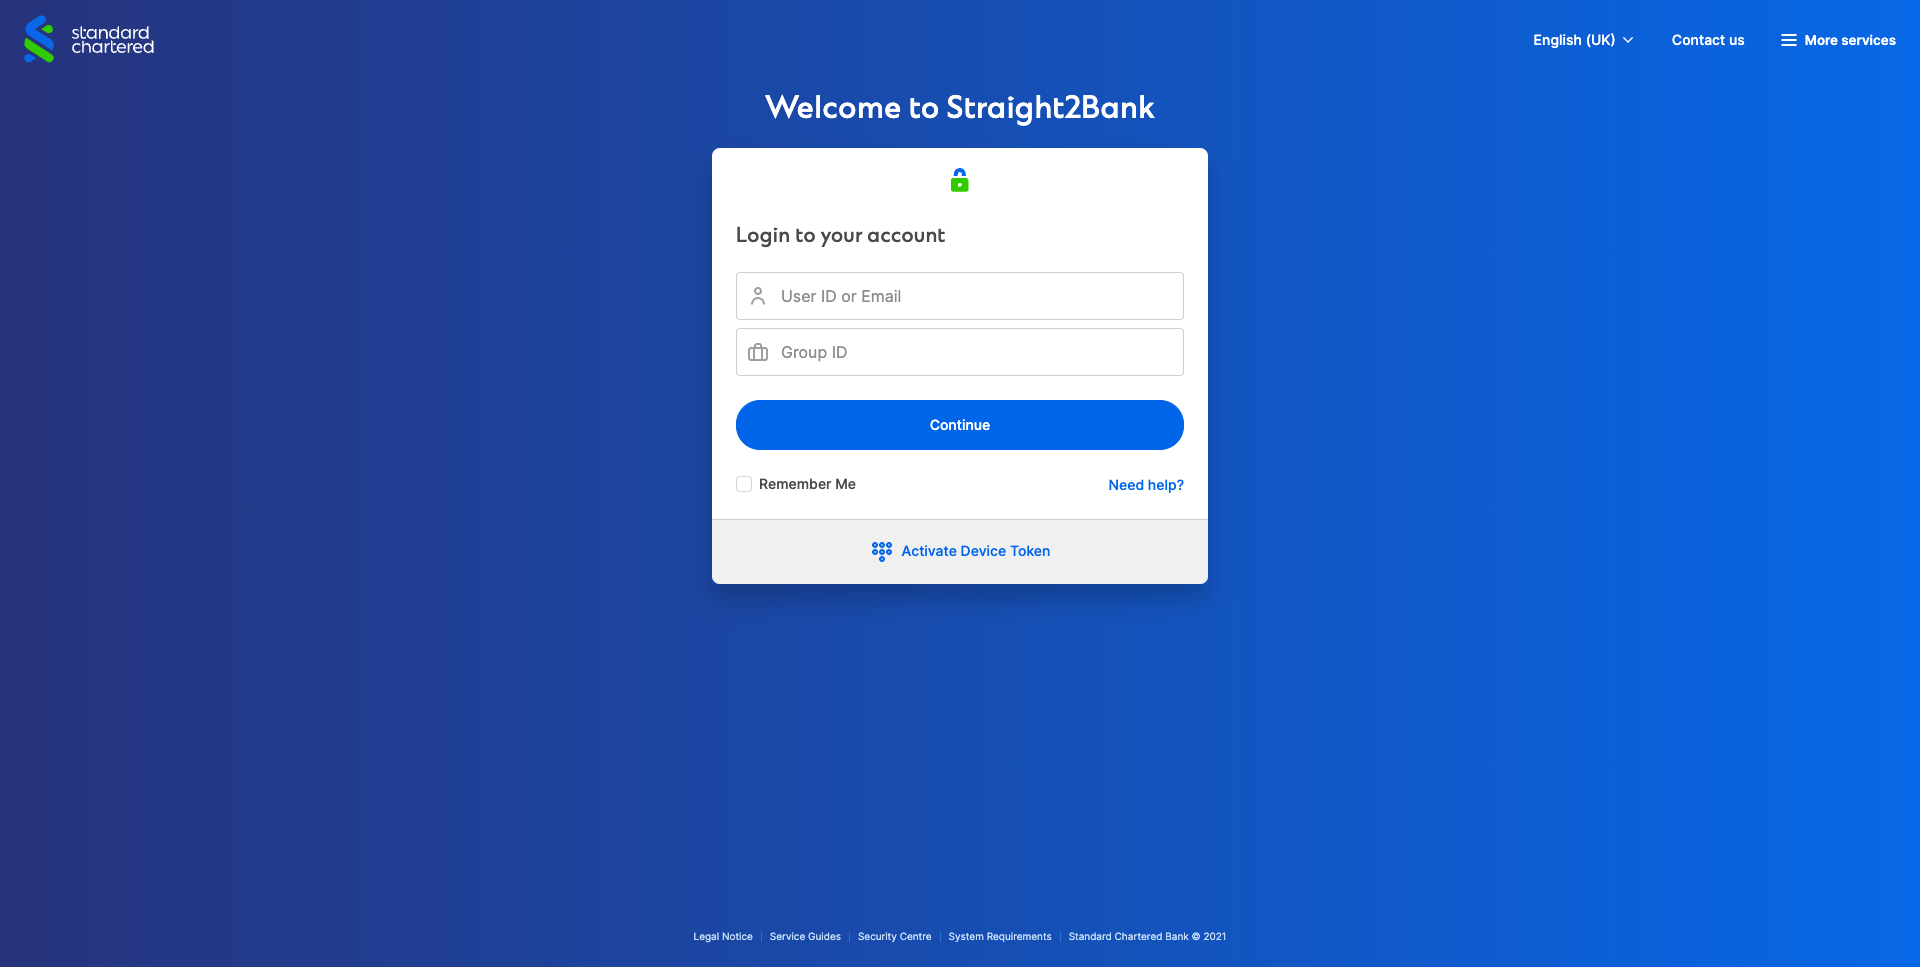 standard
chartered
English (UK)
Contact us
More services
Welcome to Straight2Bank
Login to your account
User ID or Email
Group ID
Continue
Remember Me
Need help?
Activate Device Token
Legal Notice | Service Guides | Security Centre | System Requirements | Standard Chartered Bank © 2021